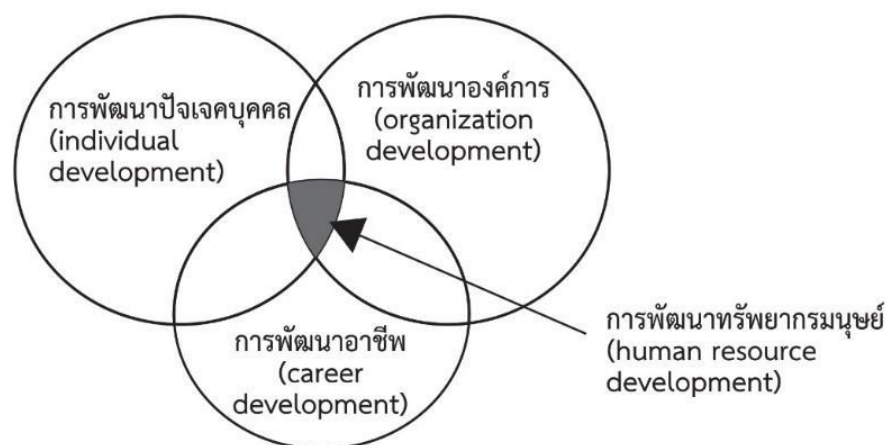 การพัฒนาปัจเจคบุคคล
(individual
development)
การพัฒนาองค์การ
(organization
development)
การพัฒนาอาชีพ
(career
development)
การพัฒนาทรัพยากรมนุษย์
(human resource
development)